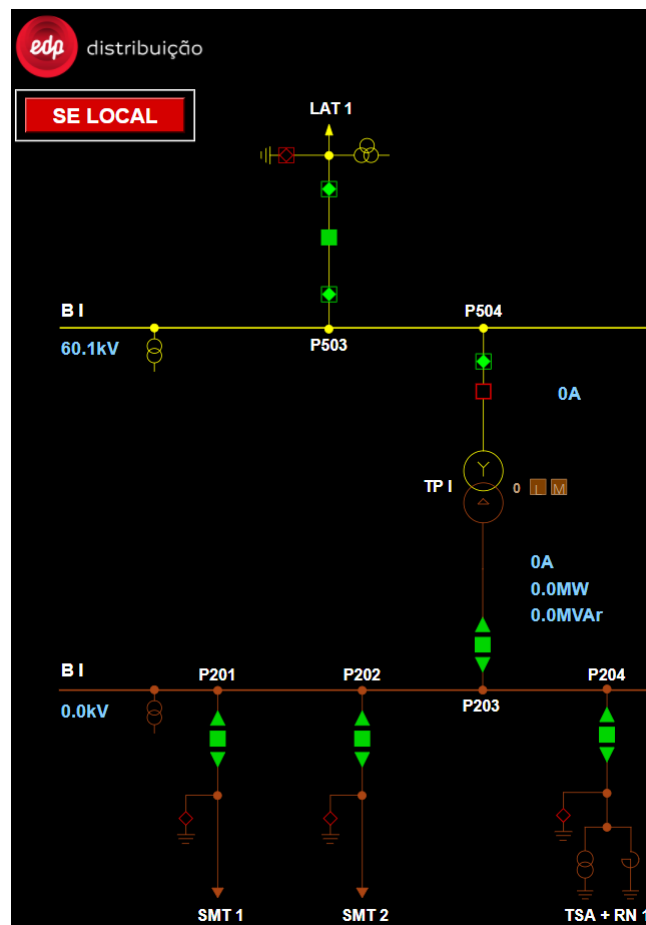 edp distribuição
SE LOCAL
LAT 1
B I
P504
60.1kV
P503
0A
TP I
0 L M
0A
0.0MW
0.0MVAr
B I
P201
P202
P204
P203
0.0kV
SMT 1
SMT 2
TSA + RN 1